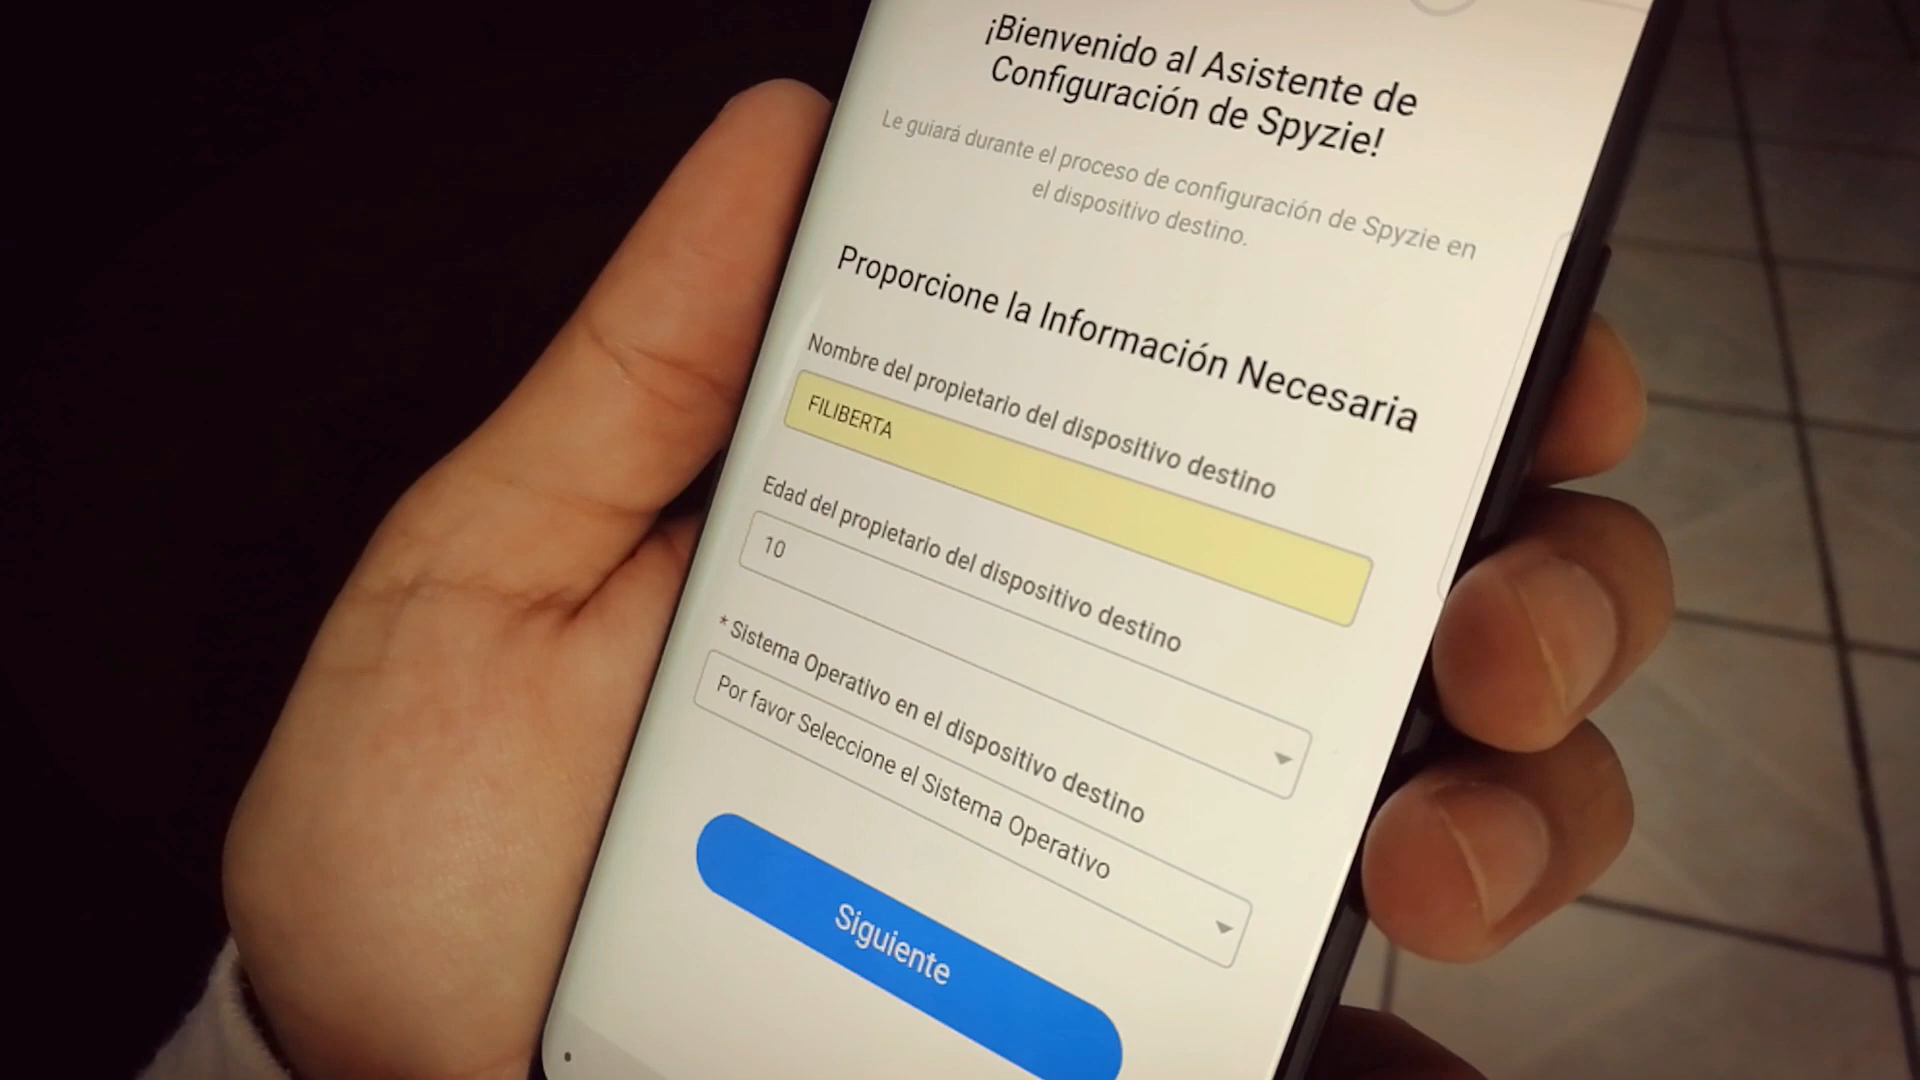 ¡Bienvenido al Asistente de
Configuración de Spyzie!
Le guiará durante el proceso de configuración de Spyzie en
el dispositivo destino.
Proporcione la Información Necesaria
Nombre del propietario del dispositivo destino
FILIBERTA
Edad del propietario del dispositivo destino
10
* Sistema Operativo en el dispositivo destino
Por favor Seleccione el Sistema Operativo
Siguiente